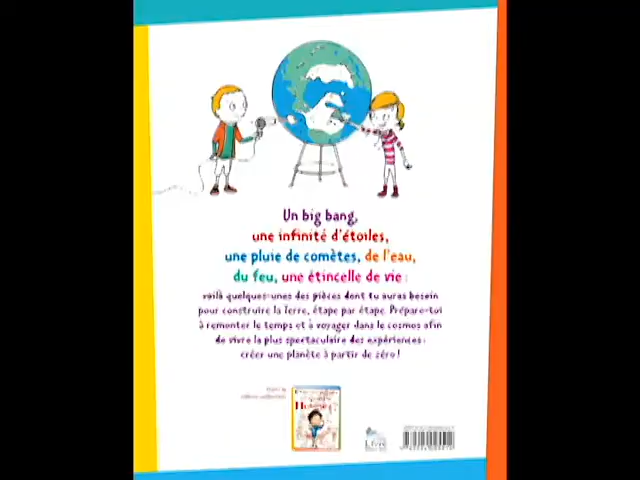 Un big bang,
une infinité d'étoiles,
une pluie de comètes, de l'eau,
du feu, une étincelle de vie :
voilà quelques-unes des pièces dont tu auras besoin
pour construire la Terre, étape par étape. Prépare-toi
à remonter le temps et à voyager dans le cosmos afin
de vivre la plus spectaculaire des expériences :
créer une planète à partir de zéro !